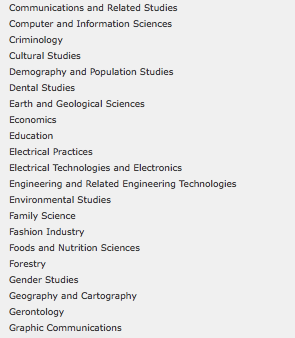 Communications and Related Studies
Computer and Information Sciences
Criminology
Cultural Studies
Demography and Population Studies
Dental Studies
Earth and Geological Sciences
Economics
Education
Electrical Practices
Electrical Technologies and Electronics
Engineering and Related Engineering Technologies
Environmental Studies
Family Science
Fashion Industry
Foods and Nutrition Sciences
Forestry
Gender Studies
Geography and Cartography
Gerontology
Graphic Communications